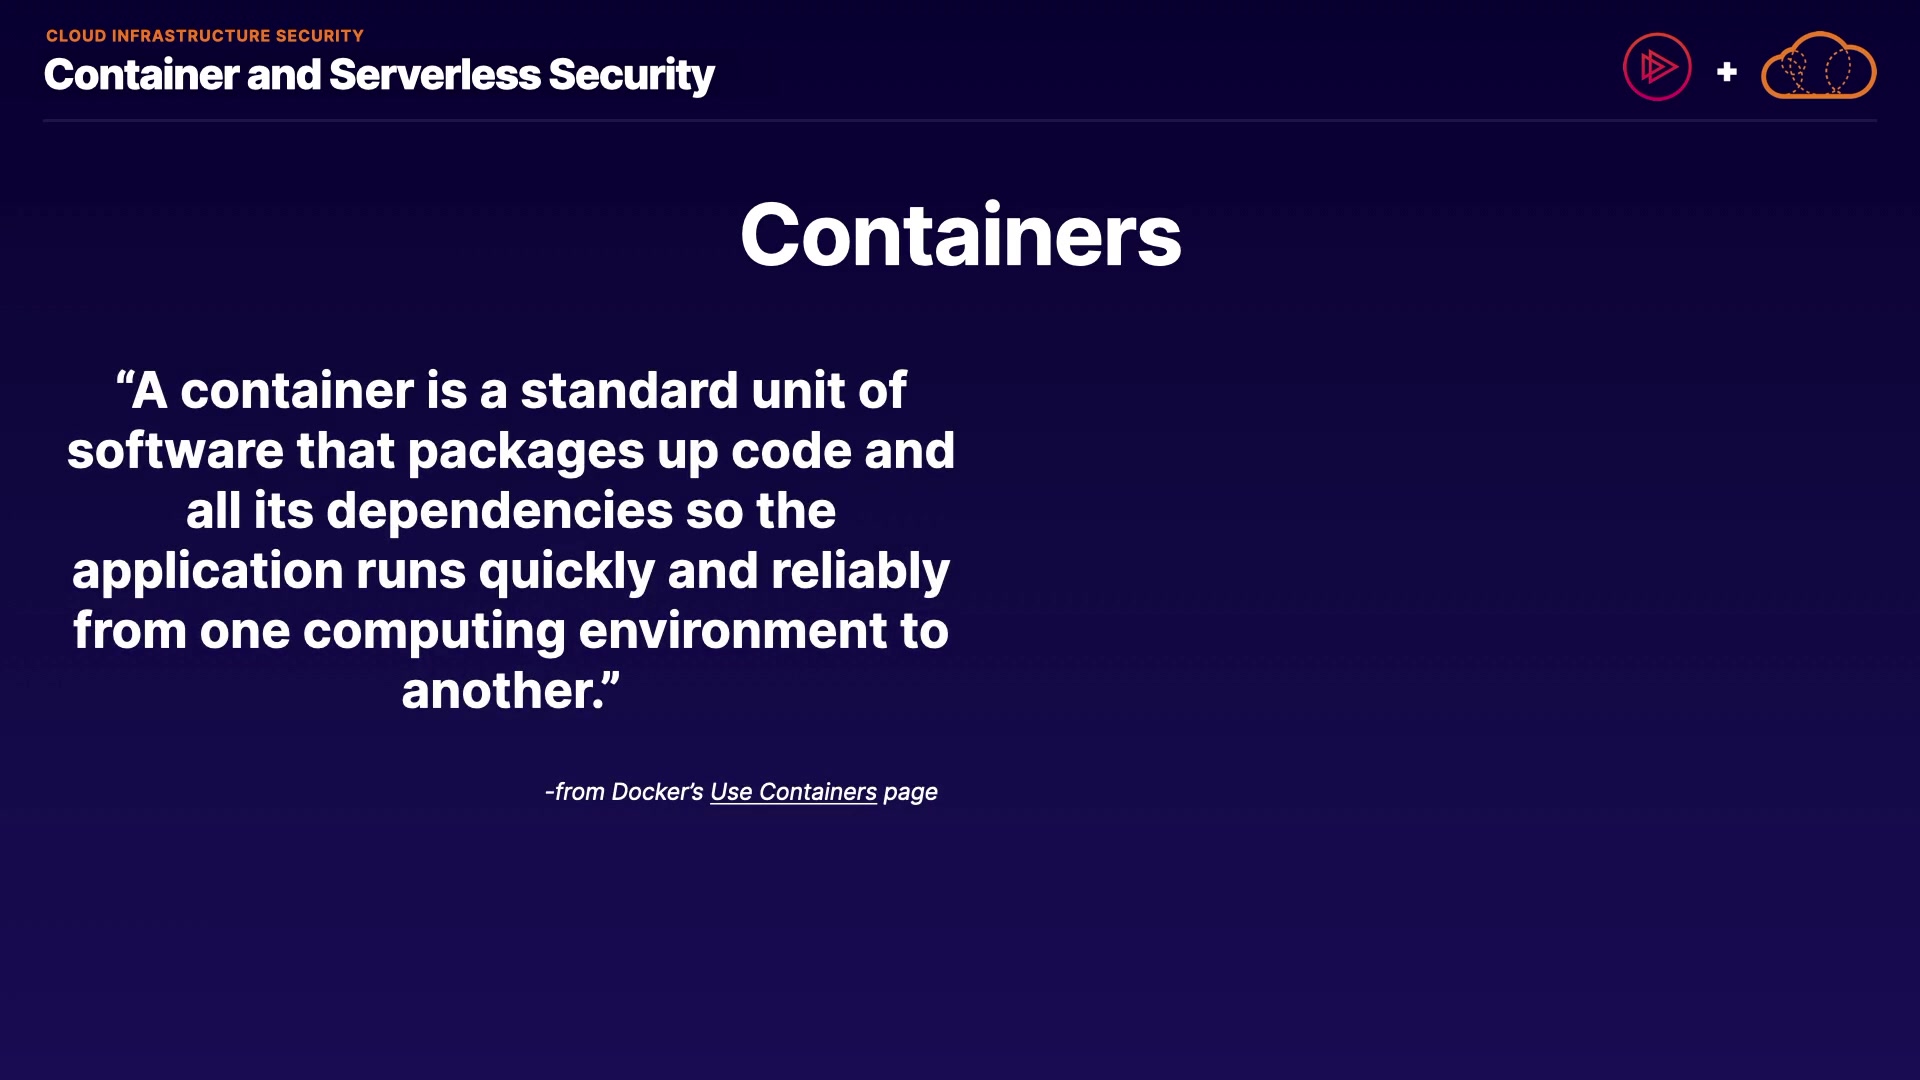 CLOUD INFRASTRUCTURE SECURITY
Container and Serverless Security
+
Containers
“A container is a standard unit of
software that packages up code and
all its dependencies so the
application runs quickly and reliably
from one computing environment to
another.”
-from Docker’s Use Containers page